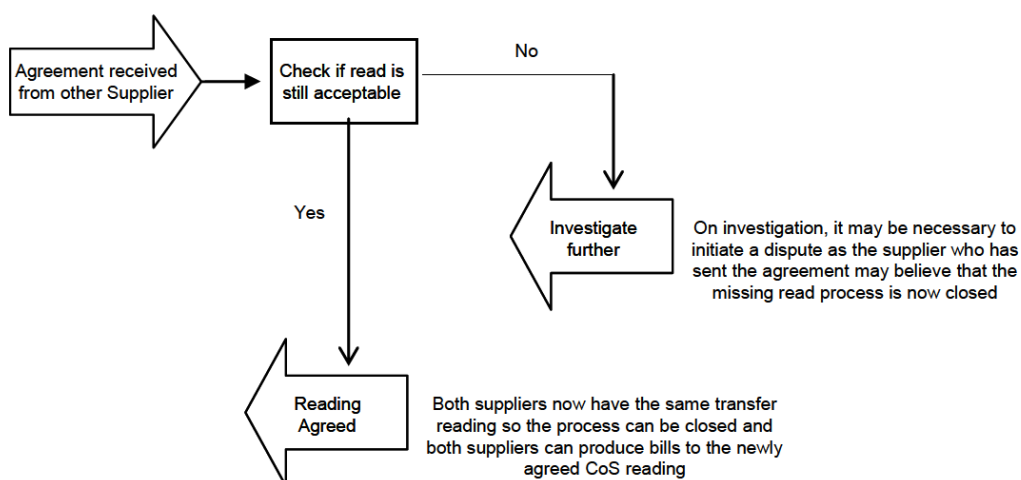 No
Agreement received
from other Supplier
Check if read is
still acceptable
Yes
Investigate
further
On investigation, it may be necessary to
initiate a dispute as the supplier who has
sent the agreement may believe that the
missing read process is now closed
Reading
Agreed
Both suppliers now have the same transfer
reading so the process can be closed and
both suppliers can produce bills to the newly
agreed CoS reading